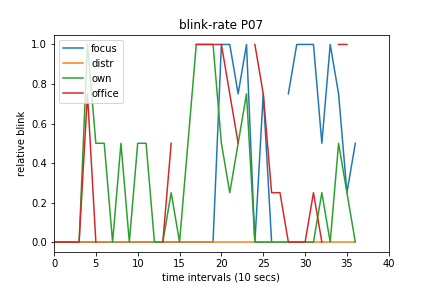 blink-rate P07
relative blink
1.0
0.8
0.6
0.4
0.2
0.0
focus
distr
own
office
0 5 10 15 20 25 30 35 40
time intervals (10 secs)